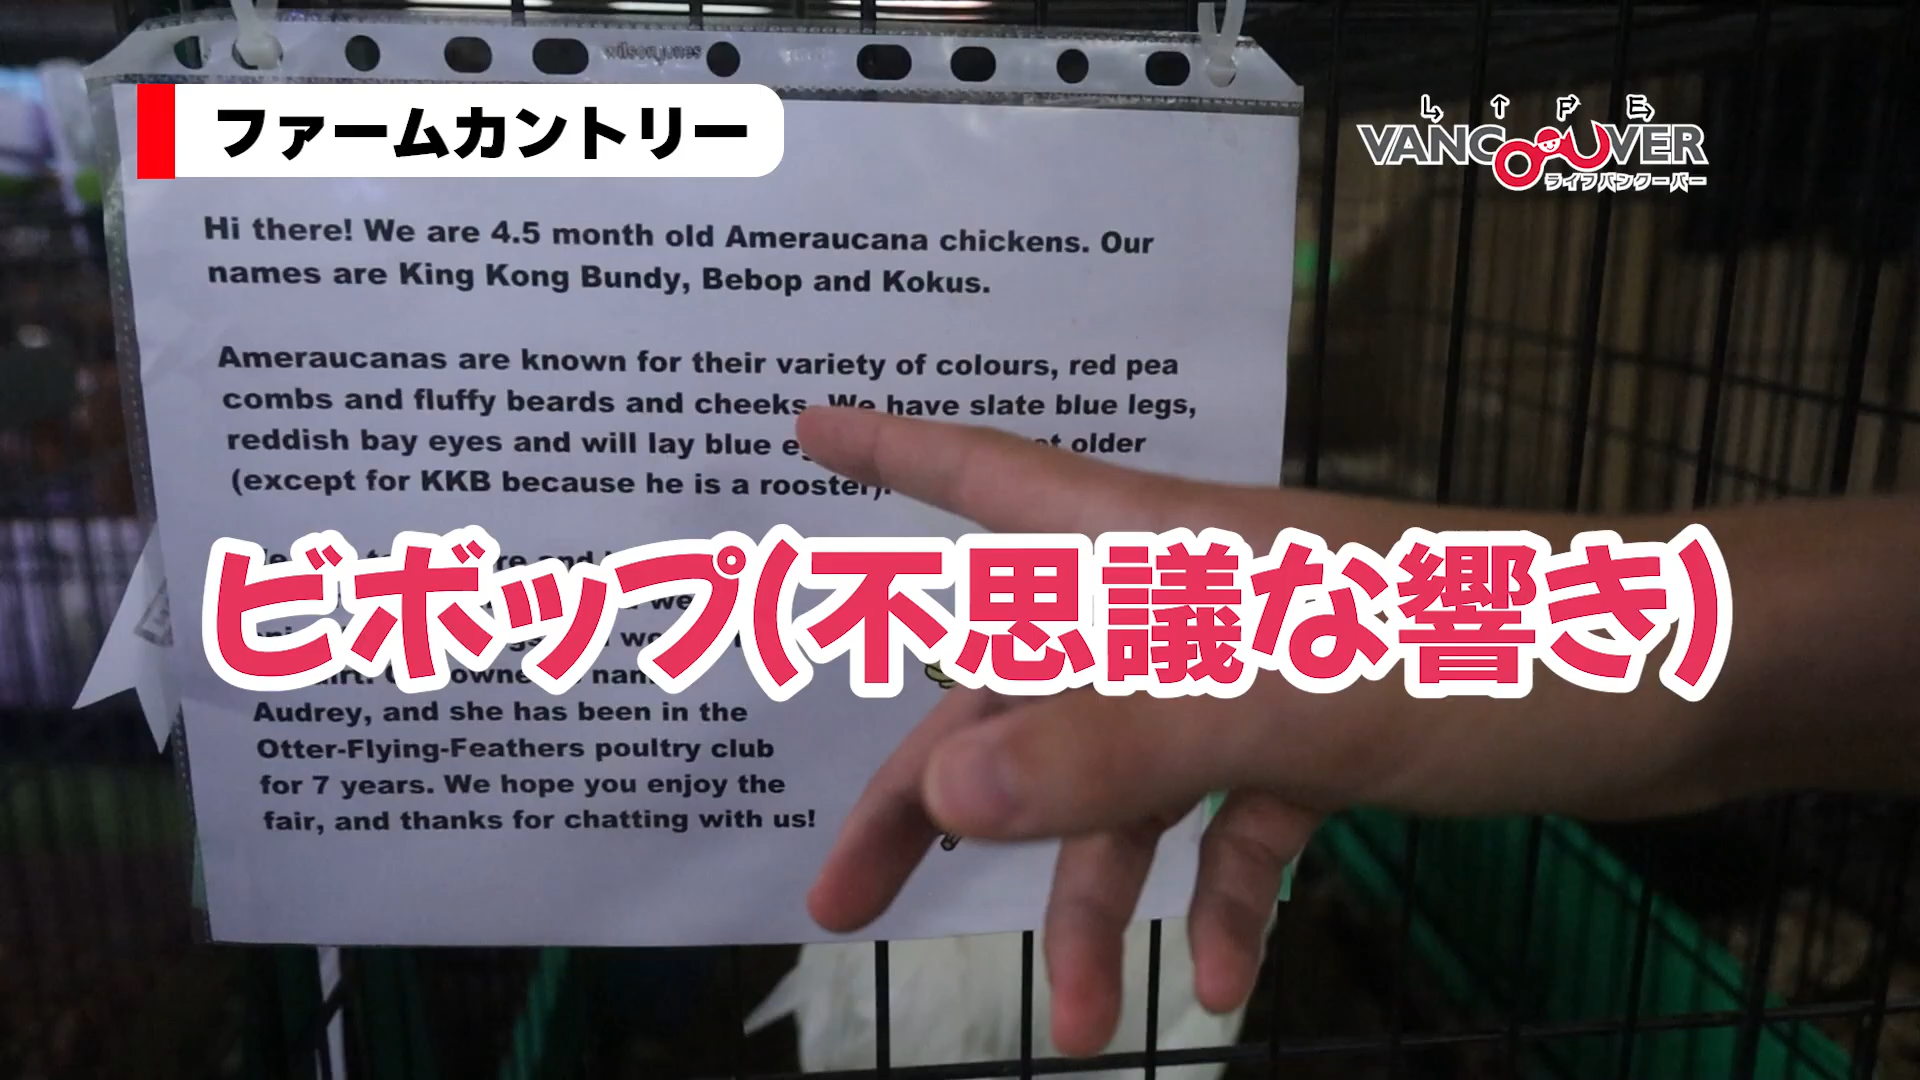 wilson jones
ファームカントリー
LIFE
VANCOUVER
ライフバンクーバー
Hi there! We are 4.5 month old Ameraucana chickens. Our
names are King Kong Bundy, Bebop and Kokus.
Ameraucanas are known for their variety of colours, red pea
combs and fluffy beards and cheeks. We have slate blue legs,
reddish bay eyes and will lay blue older
(except for KKB because he is a rooster).
ビボップ(不思議な響き)
Audrey, and she has been in the
Otter-Flying-Feathers poultry club
for 7 years. We hope you enjoy the
fair, and thanks for chatting with us!